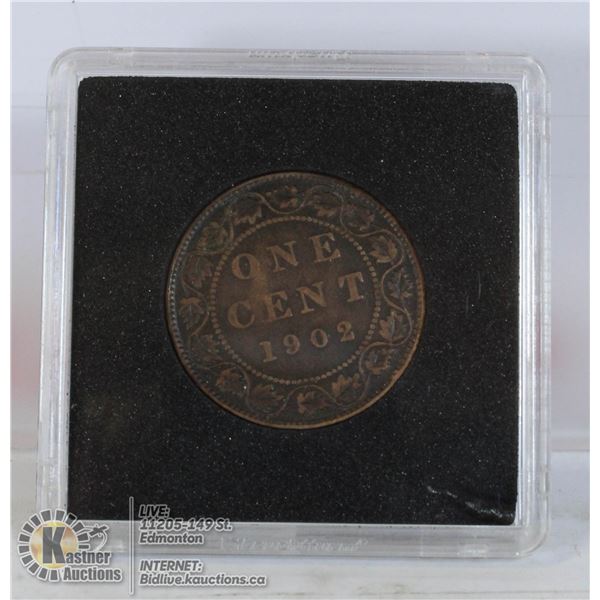 ONE
CENT
1902
LIVE:
11205-149 St.
Edmonton
INTERNET:
Bidlive.kauctions.ca
Kastner
Auctions